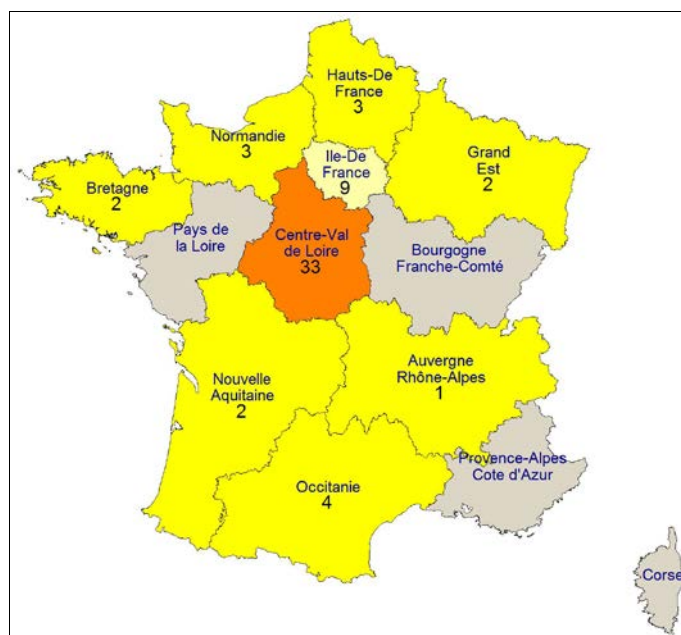 Hauts-De
France
3
Normandie
3
Ile-De
France
9
Grand
Est
2
Bretagne
2
Pays de
la Loire
Centre-Val
de Loire
33
Bourgogne
Franche-Comté
Auvergne
Rhône-Alpes
1
Nouvelle
Aquitaine
2
Provence-Alpes
Cote d'Azur
Occitanie
4
Corse